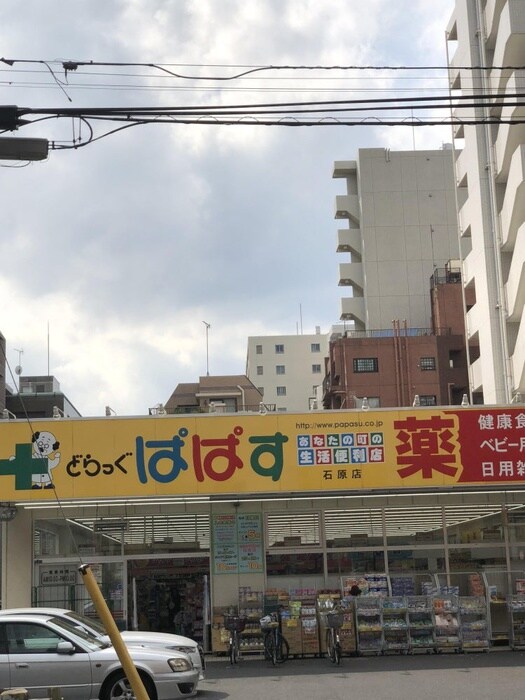 どらっぐ ぱぱす
http://www.papasu.co.jp
あなたの町の
生活便利店
石原店
薬
健康食
ベビー用
日用雑